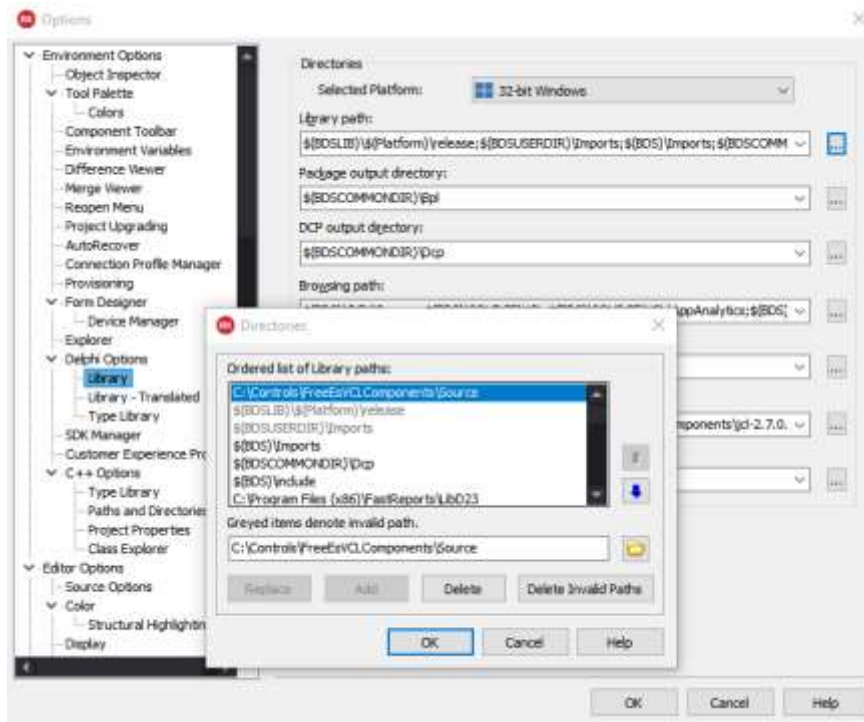 Options
Environment Options
Object Inspector
Tool Palette
Colors
Component Toolbar
Environment Variables
Difference Viewer
Merge Viewer
Reopen Menu
Project Upgrading
AutoRecover
Connection Profile Manager
Provisioning
Form Designer
Device Manager
Explorer
Delphi Options
Library
Library - Translated
Type Library
SDK Manager
Customer Experience Pro
C++ Options
Type Library
Paths and Directories
Project Properties
Class Explorer
Editor Options
Source Options
Color
Structural Highlightin
Display
Directories
Selected Platform:
32-bit Windows
Library path:
$(BDSLIB)\$(Platform)\release;$(BDSUSERDIR)\Imports;$(BDS)\Imports;$(BDSCOMM
...
Package output directory:
$(BDSCOMMONDIR)\Bpl
...
DCP output directory:
$(BDSCOMMONDIR)\Dcp
...
Browsing path:
\AppAnalytics;$(BDS)
...
...
mponents\jcl-2.7.0.
...
...
Directories
Ordered list of Library paths:
C:\Controls\FreeEsVCLComponents\Source
$(BDSLIB)\$(Platform)\release
$(BDSUSERDIR)\Imports
$(BDS)\Imports
$(BDSCOMMONDIR)\Dcp
$(BDS)\include
C:\Program Files (x86)\FastReports\LibD23
Greyed items denote invalid path.
C:\Controls\FreeEsVCLComponents\Source
Replace
Add
Delete
Delete Invalid Paths
OK
Cancel
Help
OK
Cancel
Help